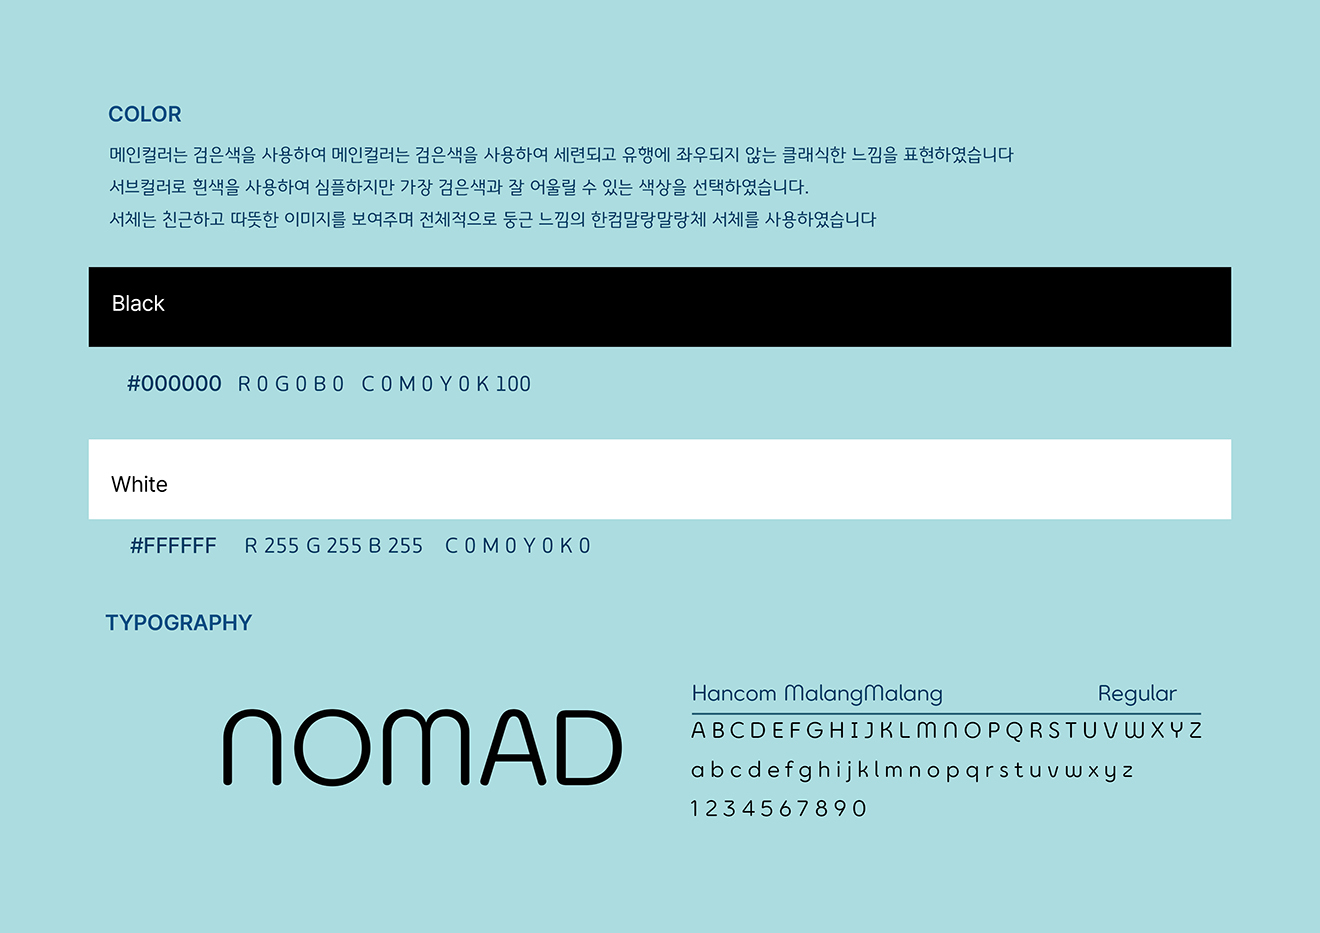 COLOR
메인컬러는 검은색을 사용하여 메인컬러는 검은색을 사용하여 세련되고 유행에 좌우되지 않는 클래식한 느낌을 표현하였습니다
서브컬러로 흰색을 사용하여 심플하지만 가장 검은색과 잘 어울릴 수 있는 색상을 선택하였습니다.
서체는 친근하고 따뜻한 이미지를 보여주며 전체적으로 둥근 느낌의 한컴말랑말랑체 서체를 사용하였습니다
Black
#000000 R 0 G 0 B 0 C 0 M 0 Y 0 K 100
White
#FFFFFF R 255 G 255 B 255 C 0 M 0 Y 0 K 0
TYPOGRAPHY
NOMAD
Hancom MalangMalang Regular
A B C D E F G H I J K L M N O P Q R S T U V W X Y Z
a b c d e f g h i j k l m n o p q r s t u v w x y z
1 2 3 4 5 6 7 8 9 0